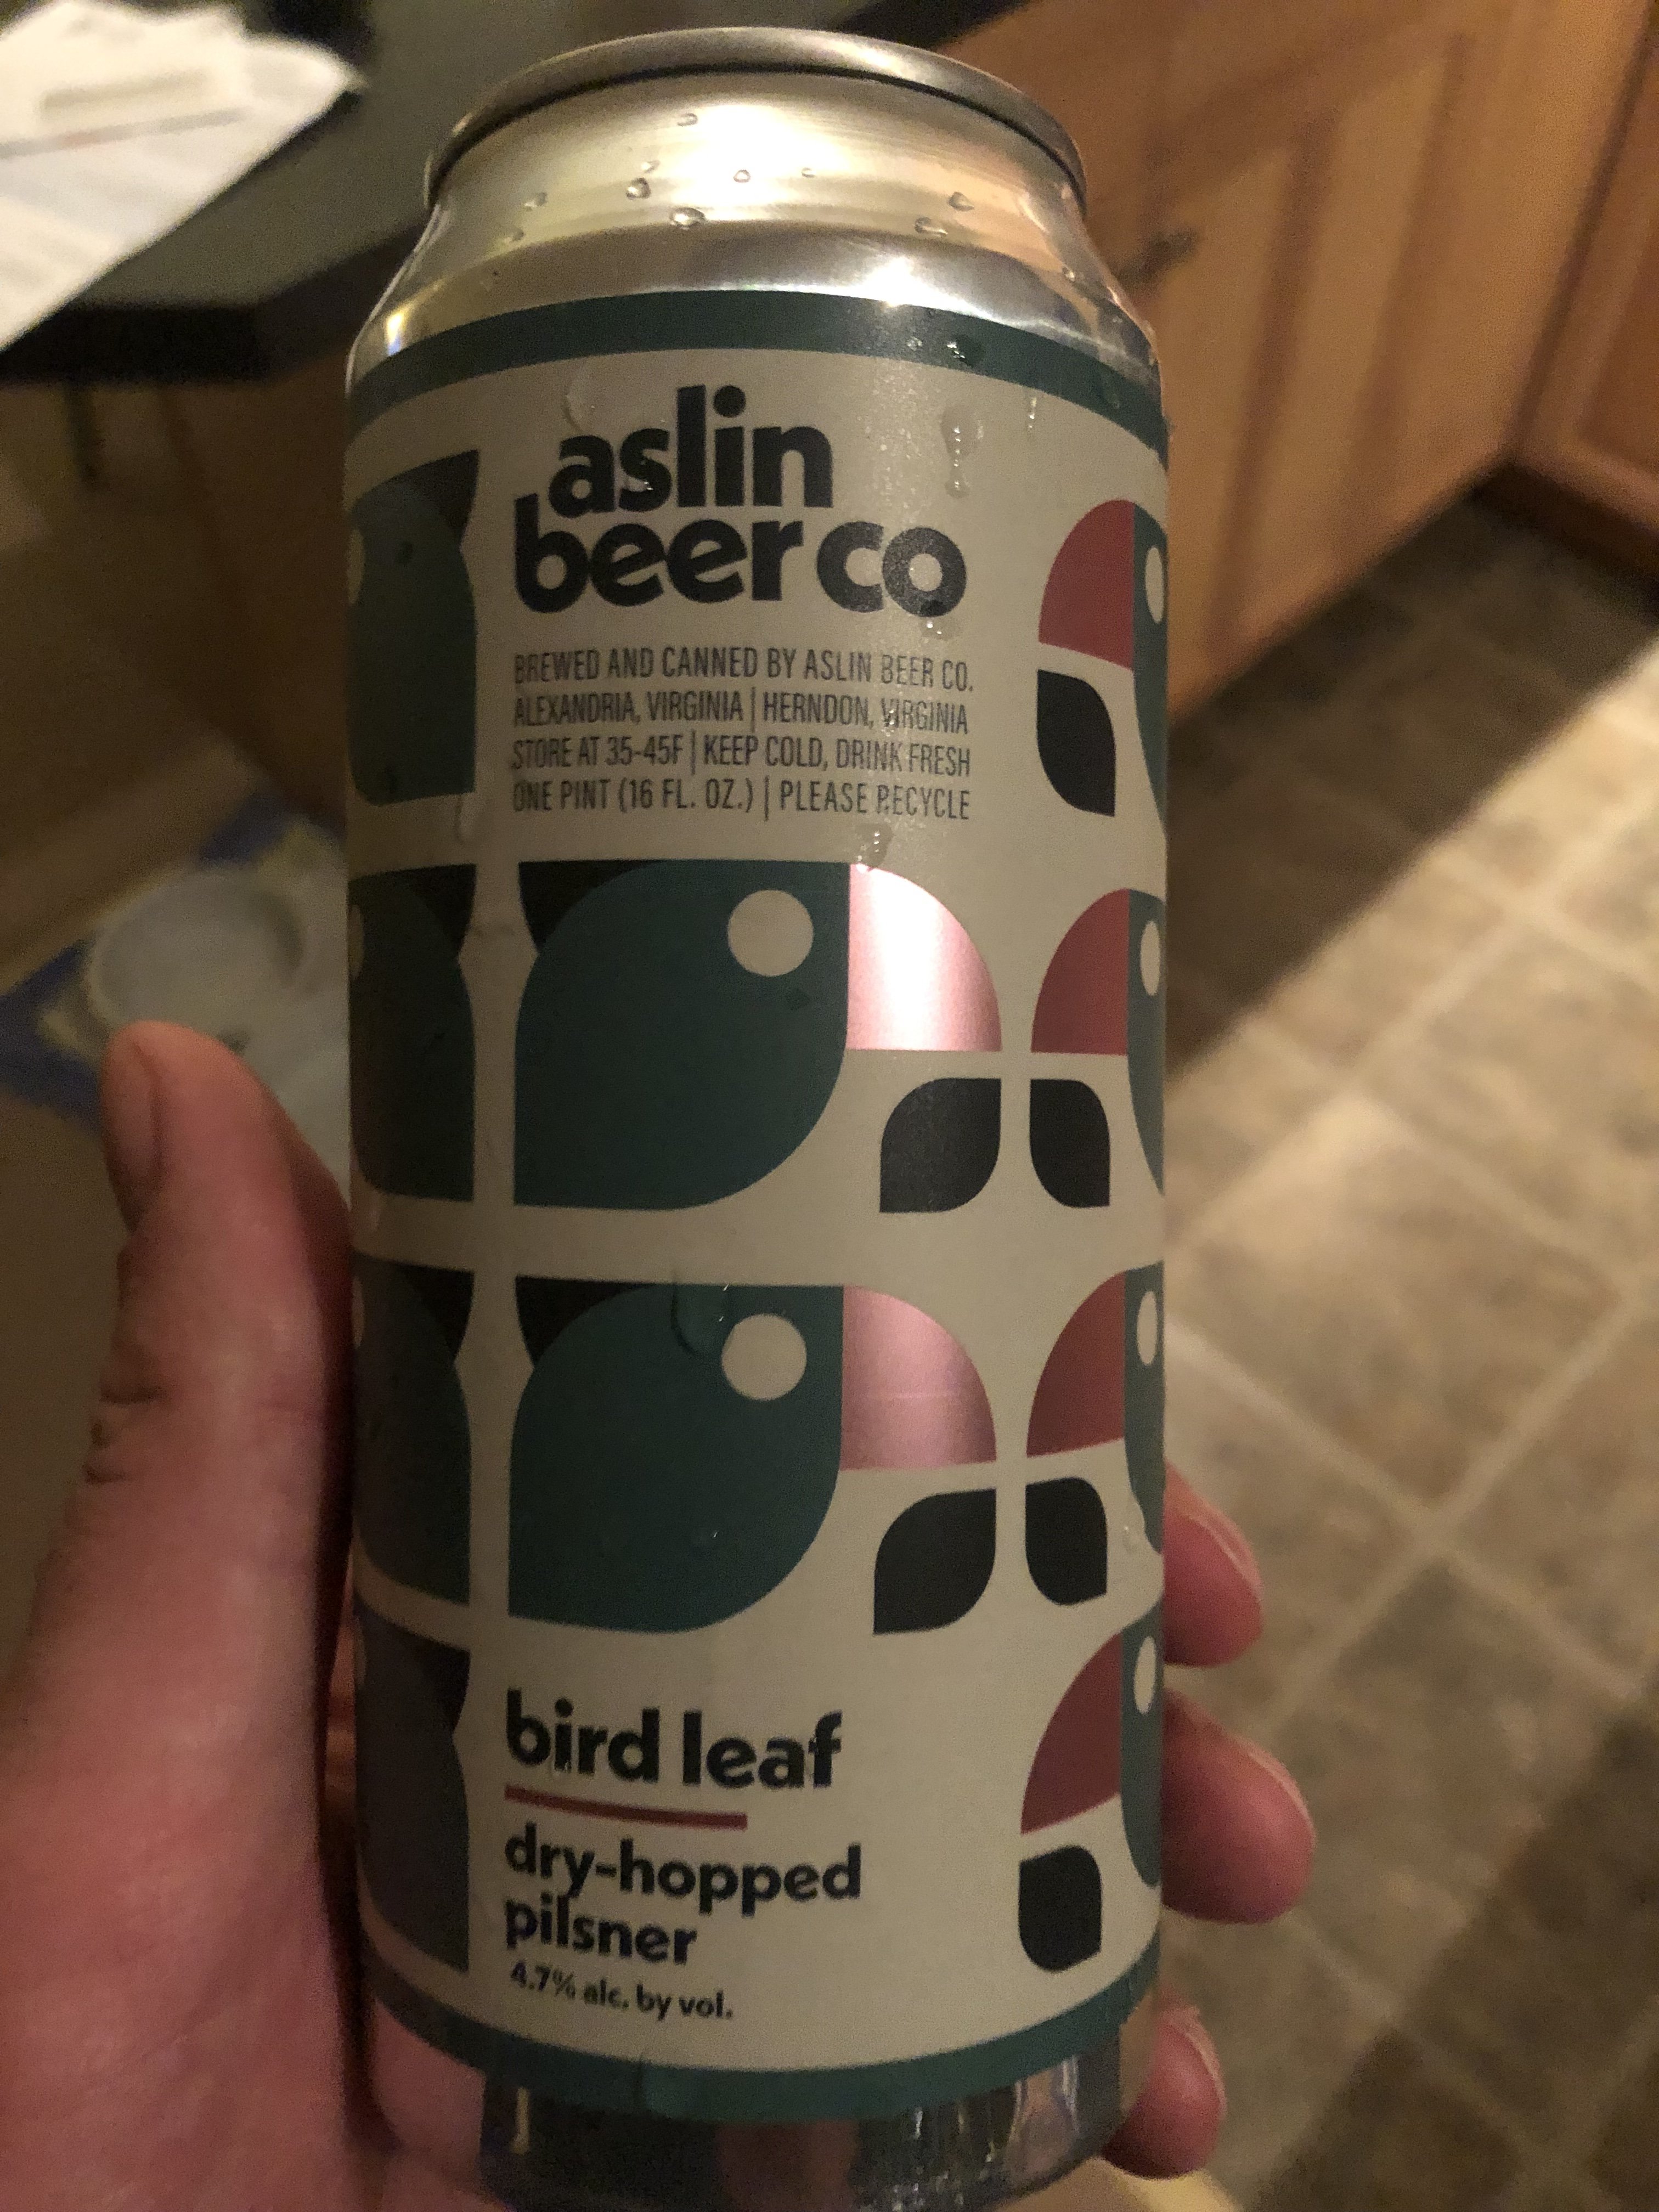 aslin
beer co
BREWED AND CANNED BY ASLIN BEER CO.
ALEXANDRIA, VIRGINIA | HERNDON, VIRGINIA
STORE AT 35-45F | KEEP COLD, DRINK FRESH
ONE PINT (16 FL. OZ.) | PLEASE RECYCLE
bird leaf
dry-hopped
pilsner
4.7% alc. by vol.